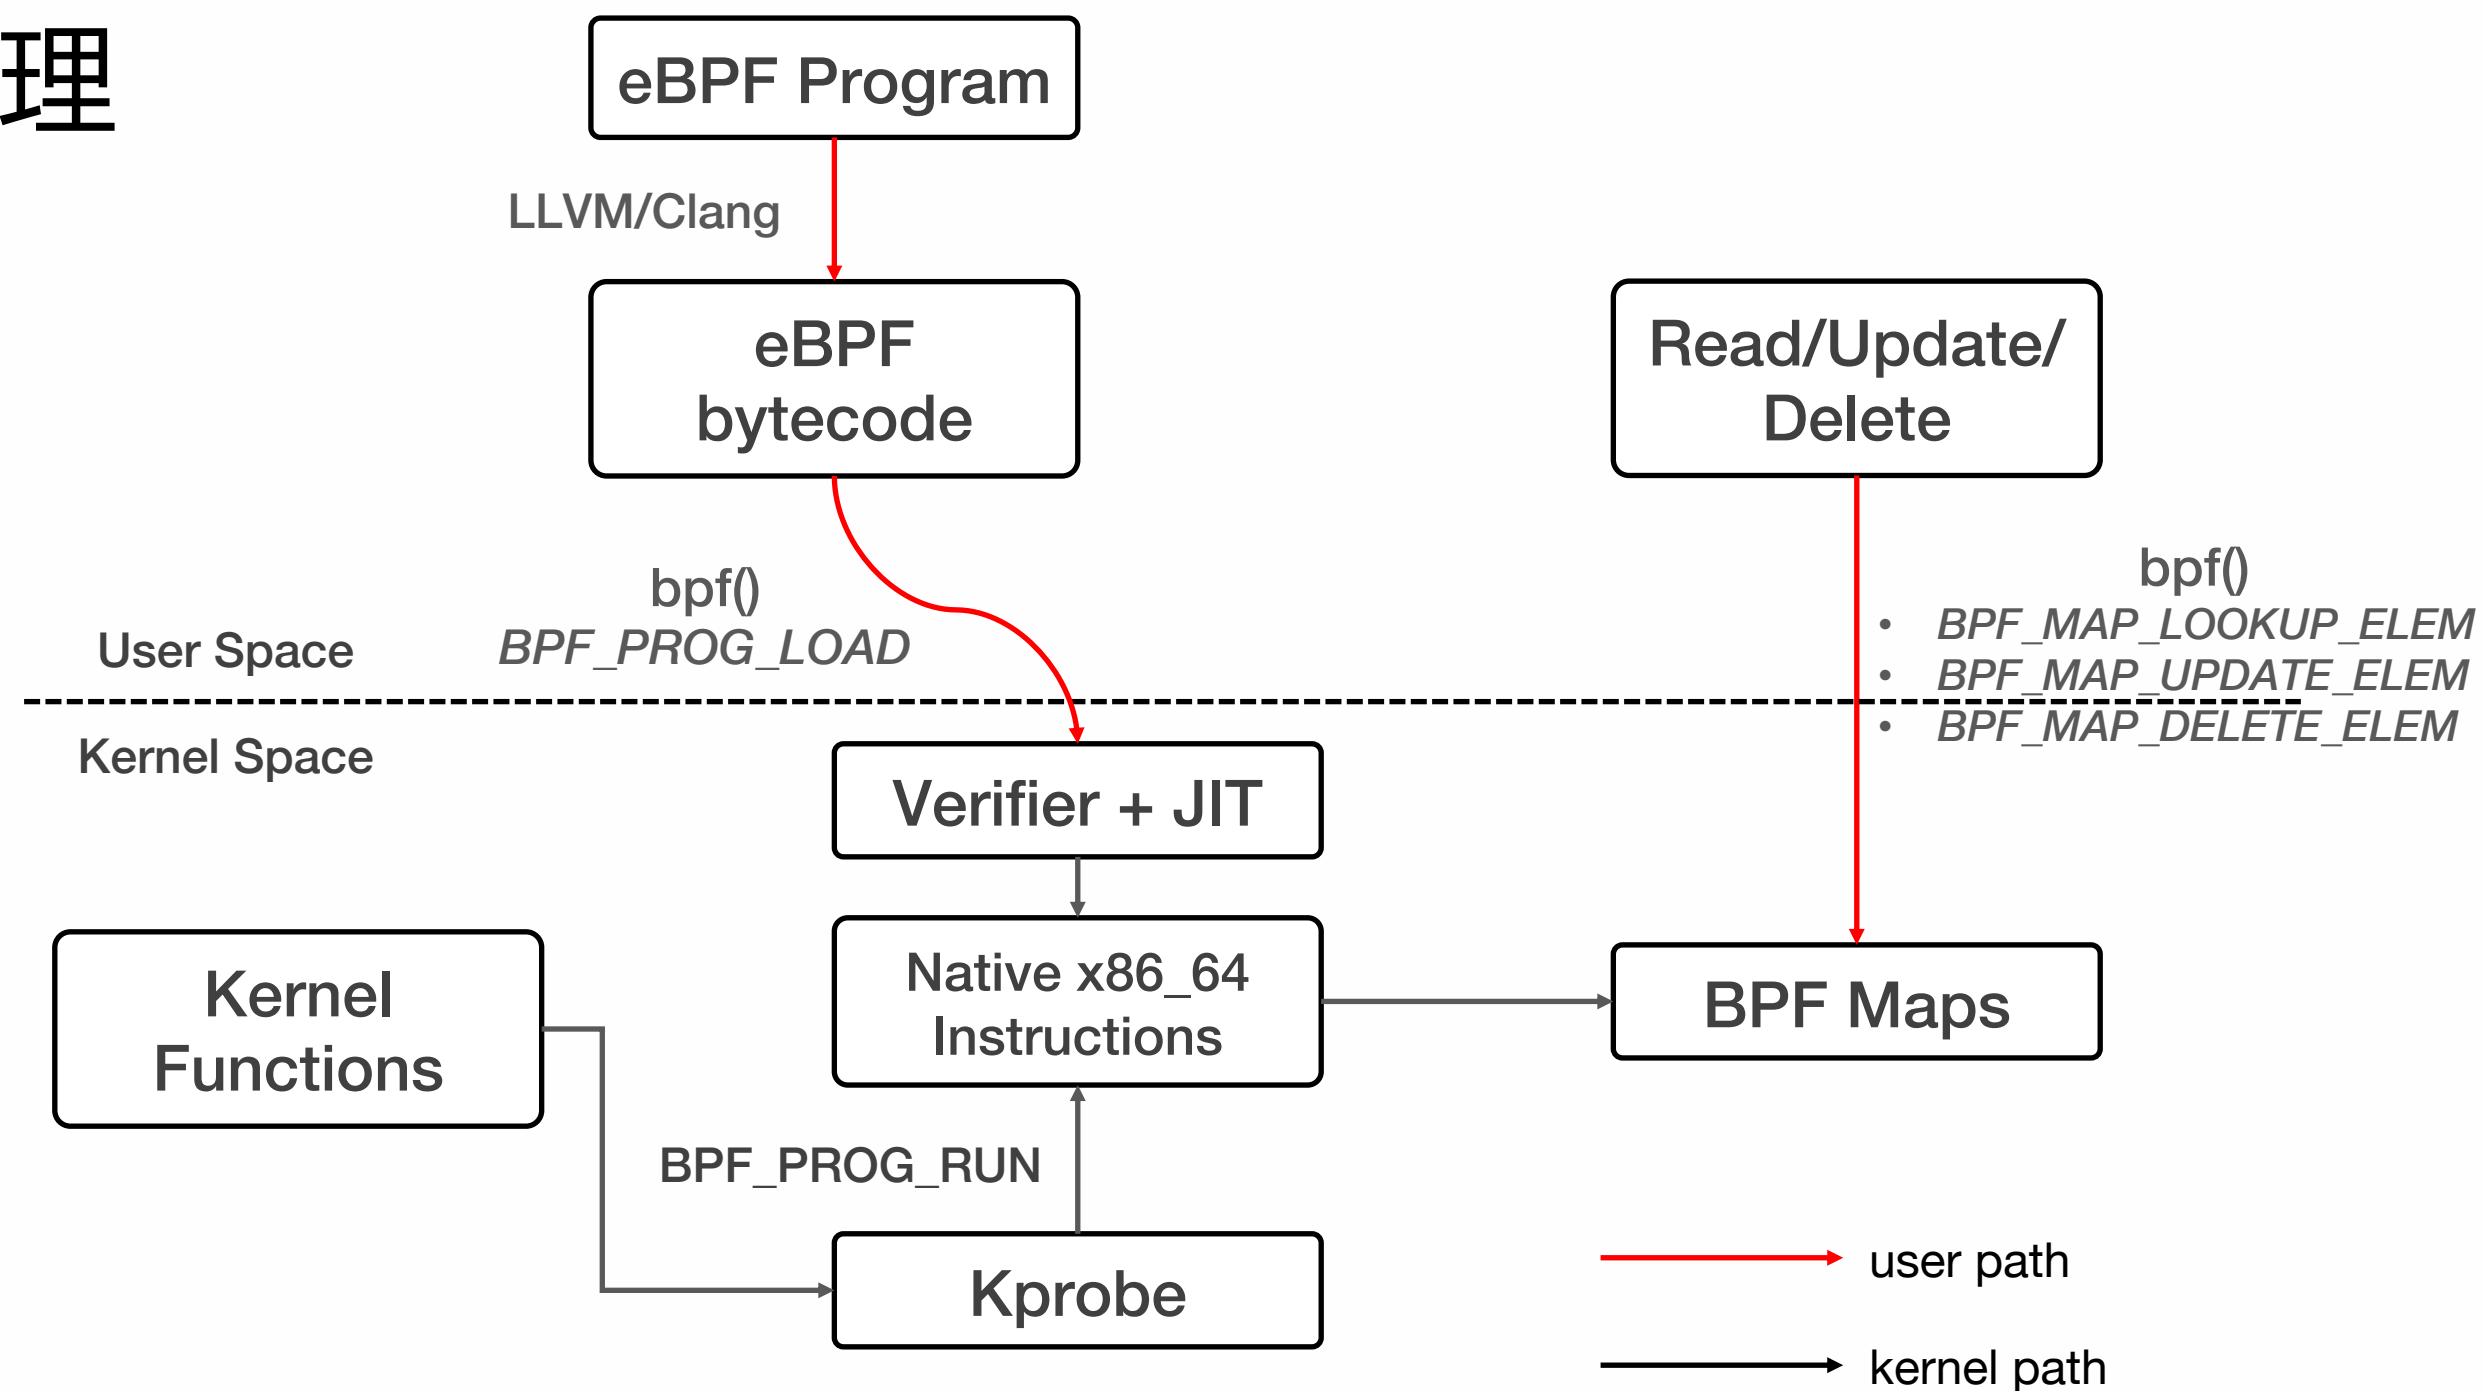 理
eBPF Program
LLVM/Clang
eBPF
bytecode
Read/Update/
Delete
bpf()
BPF_PROG_LOAD
bpf()
• BPF_MAP_LOOKUP_ELEM
• BPF_MAP_UPDATE_ELEM
• BPF_MAP_DELETE_ELEM
User Space
Kernel Space
Verifier + JIT
Kernel
Functions
Native x86_64
Instructions
BPF Maps
BPF_PROG_RUN
Kprobe
user path
kernel path